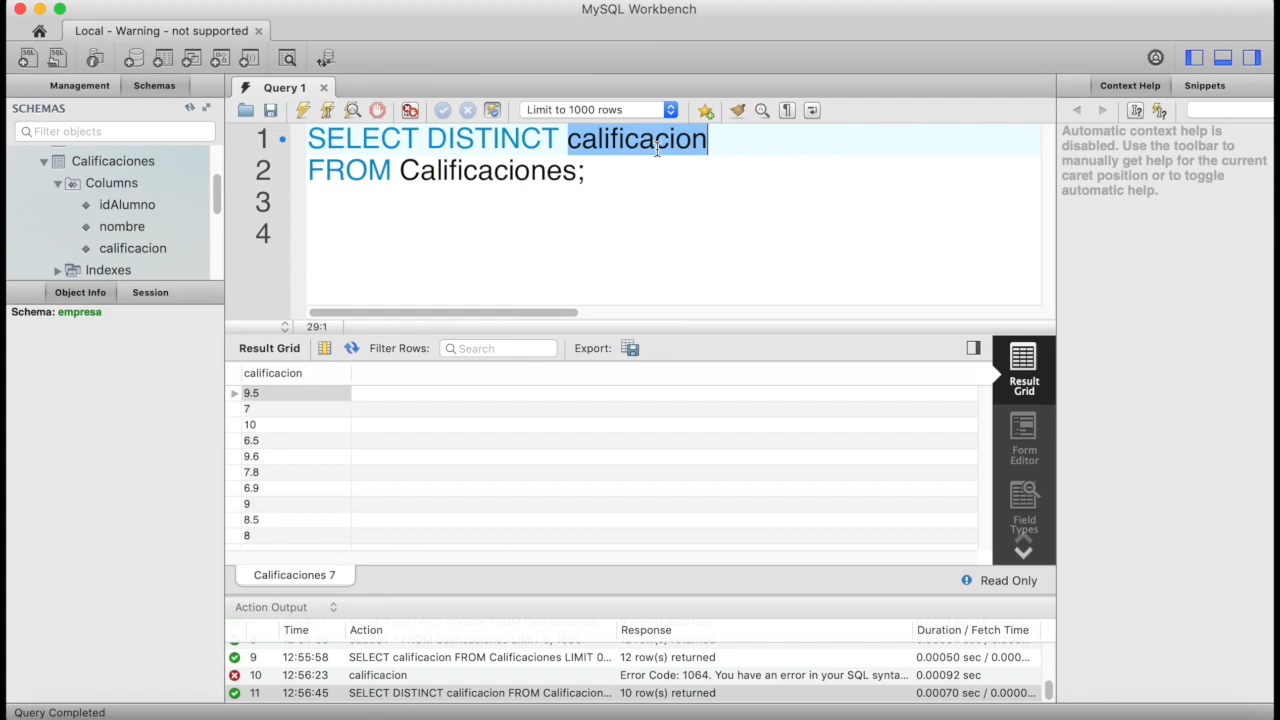 MySQL Workbench
Local - Warning - not supported
Management
Schemas
SCHEMAS
Filter objects
Calificaciones
Columns
idAlumno
nombre
calificacion
Indexes
Object Info
Session
Schema: empresa
Query 1
Limit to 1000 rows
1 SELECT DISTINCT calificacion
2 FROM Calificaciones;
3
4
29:1
Result Grid
Filter Rows:
Search
Export:
calificacion
9.5
7
10
6.5
9.6
7.8
6.9
9
8.5
8
Result Grid
Form Editor
Field Types
Calificaciones 7
Read Only
Action Output
Time Action Response Duration / Fetch Time
9 12:55:58 SELECT calificacion FROM Calificaciones LIMIT 0... 12 row(s) returned 0.00050 sec / 0.000...
10 12:56:23 calificacion Error Code: 1064. You have an error in your SQL synta... 0.00092 sec
11 12:56:45 SELECT DISTINCT calificacion FROM Calificacion... 10 row(s) returned 0.00070 sec / 0.0000...
Query Completed
Context Help
Snippets
Automatic context help is
disabled. Use the toolbar to
manually get help for the current
caret position or to toggle
automatic help.